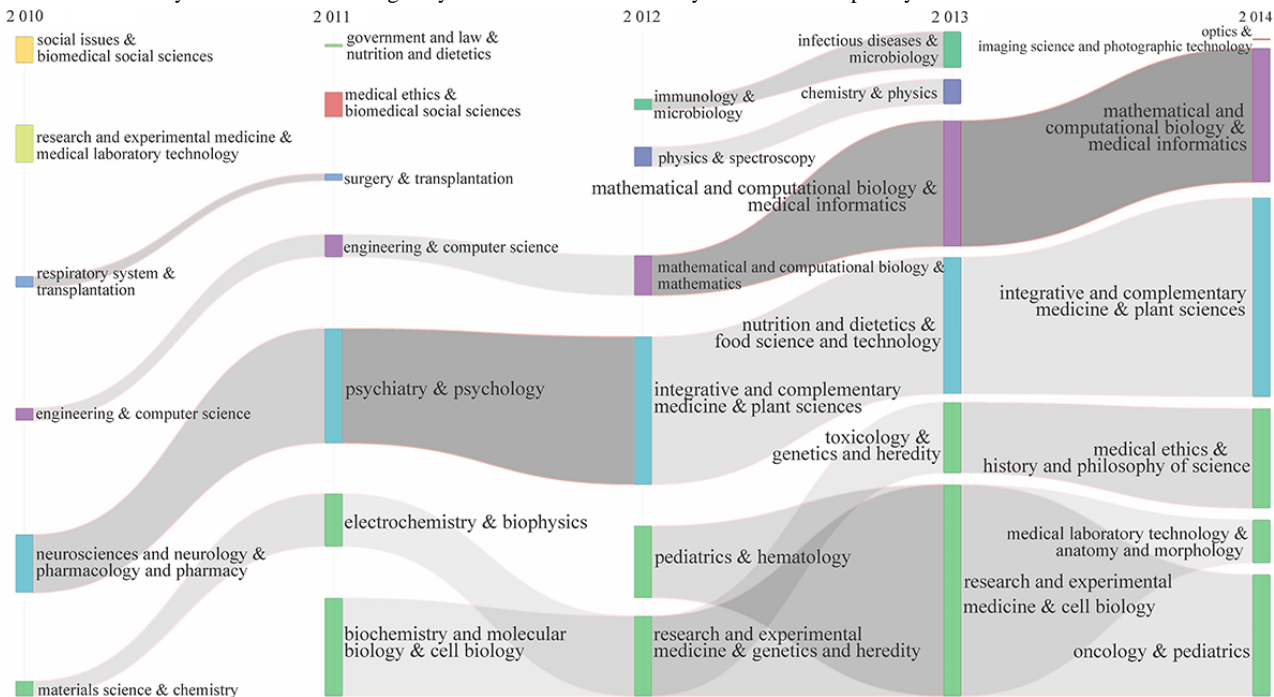 2 010
2 011
2 012
2 013
2 014
social issues &
biomedical social sciences
research and experimental medicine &
medical laboratory technology
respiratory system &
transplantation
engineering & computer science
neurosciences and neurology &
pharmacology and pharmacy
materials science & chemistry
government and law &
nutrition and dietetics
medical ethics &
biomedical social sciences
surgery & transplantation
engineering & computer science
psychiatry & psychology
electrochemistry & biophysics
biochemistry and molecular
biology & cell biology
immunology &
microbiology
physics & spectroscopy
mathematical and computational biology &
mathematics
integrative and complementary
medicine & plant sciences
pediatrics & hematology
research and experimental
medicine & genetics and heredity
infectious diseases &
microbiology
chemistry & physics
mathematical and computational biology &
medical informatics
nutrition and dietetics &
food science and technology
toxicology &
genetics and heredity
research and experimental
medicine & cell biology
optics &
imaging science and photographic technology
mathematical and
computational biology &
medical informatics
integrative and complementary
medicine & plant sciences
medical ethics &
history and philosophy of science
medical laboratory technology &
anatomy and morphology
oncology & pediatrics